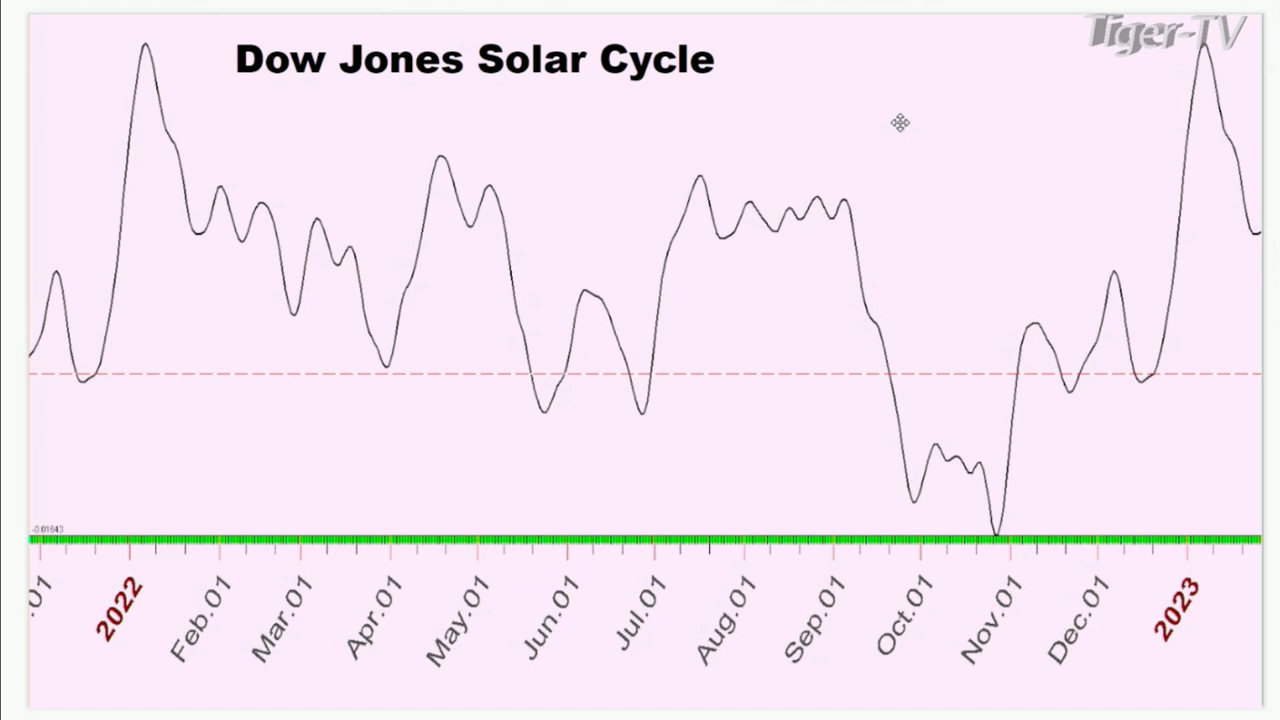 Tiger-TV
Dow Jones Solar Cycle
-0.01643
.01
2022
Feb.01
Mar.01
Apr.01
May.01
Jun.01
Jul.01
Aug.01
Sep.01
Oct.01
Nov.01
Dec.01
2023